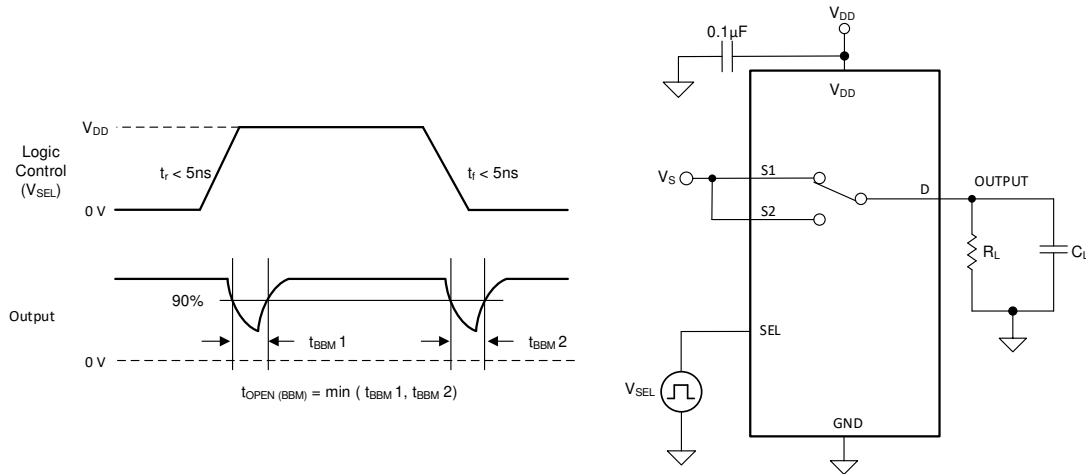 V_DD
Logic
Control
(V_SEL)
t_r < 5ns
t_f < 5ns
0 V
90%
Output
t_BBM 1
t_BBM 2
0 V
t_OPEN (BBM) = min ( t_BBM 1, t_BBM 2)
V_DD
0.1µF
V_DD
V_S
S1
S2
D
OUTPUT
R_L
C_L
SEL
V_SEL
GND